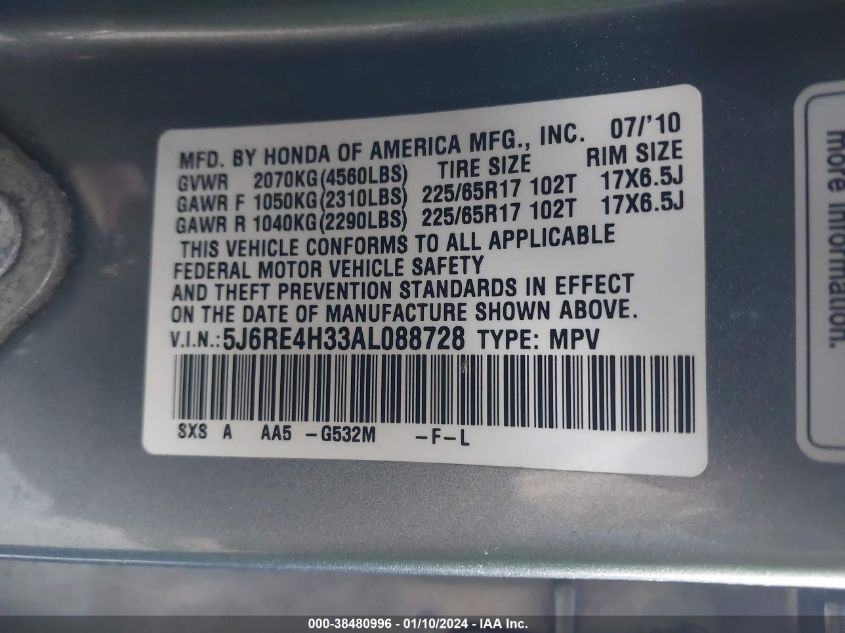 MFD. BY HONDA OF AMERICA MFG., INC. 07/'10
GVWR 2070KG(4560LBS) TIRE SIZE RIM SIZE
GAWR F 1050KG(2310LBS) 225/65R17 102T 17X6.5J
GAWR R 1040KG(2290LBS) 225/65R17 102T 17X6.5J
THIS VEHICLE CONFORMS TO ALL APPLICABLE
FEDERAL MOTOR VEHICLE SAFETY
AND THEFT PREVENTION STANDARDS IN EFFECT
ON THE DATE OF MANUFACTURE SHOWN ABOVE.
V.I.N.:5J6RE4H33AL088728 TYPE: MPV
SXS A AA5 -G532M -F-L
more information.
000-38480996 - 01/10/2024 - IAA Inc.